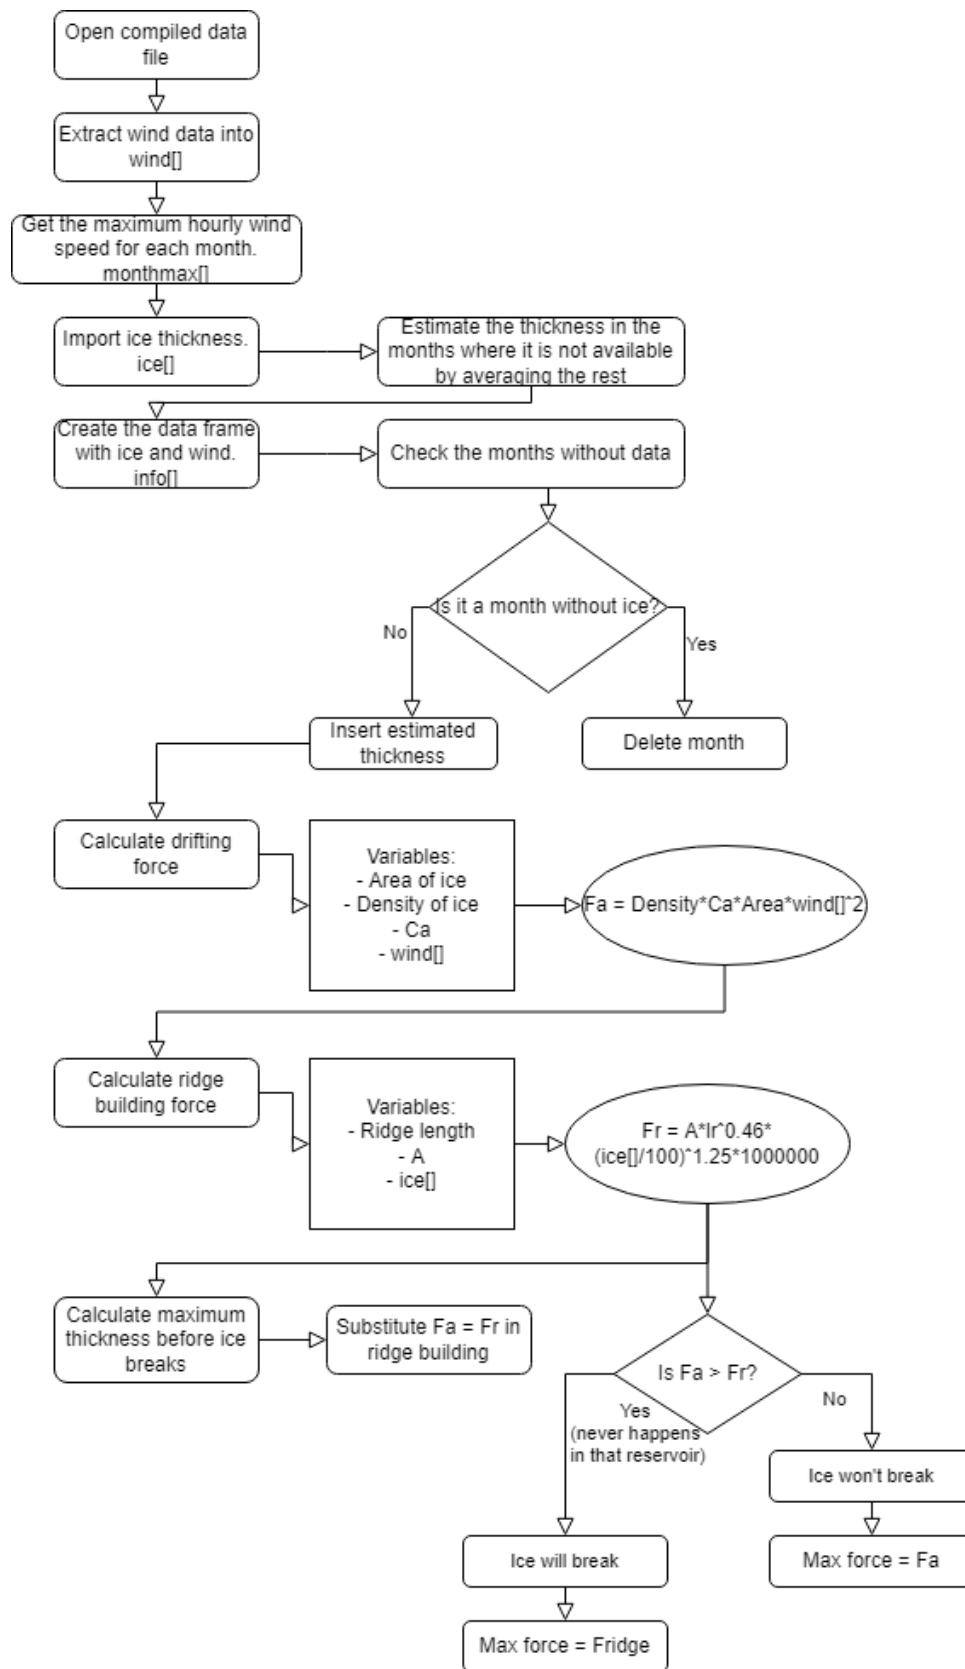 Open compiled data
file
Extract wind data into
wind[]
Get the maximum hourly wind
speed for each month.
monthmax[]
Import ice thickness.
ice[]
Estimate the thickness in the
months where it is not available
by averaging the rest
Create the data frame
with ice and wind.
info[]
Check the months without data
Is it a month without ice?
No
Yes
Insert estimated
thickness
Delete month
Calculate drifting
force
Variables:
- Area of ice
- Density of ice
- Ca
- wind[]
Fa = Density*Ca*Area*wind[]^2
Calculate ridge
building force
Variables:
- Ridge length
- A
- ice[]
Fr = A*lr^0.46*
(ice[]/100)^1.25*1000000
Calculate maximum
thickness before ice
breaks
Substitute Fa = Fr in
ridge building
Is Fa > Fr?
Yes
(never happens
in that reservoir)
No
Ice won't break
Max force = Fa
Ice will break
Max force = Fridge